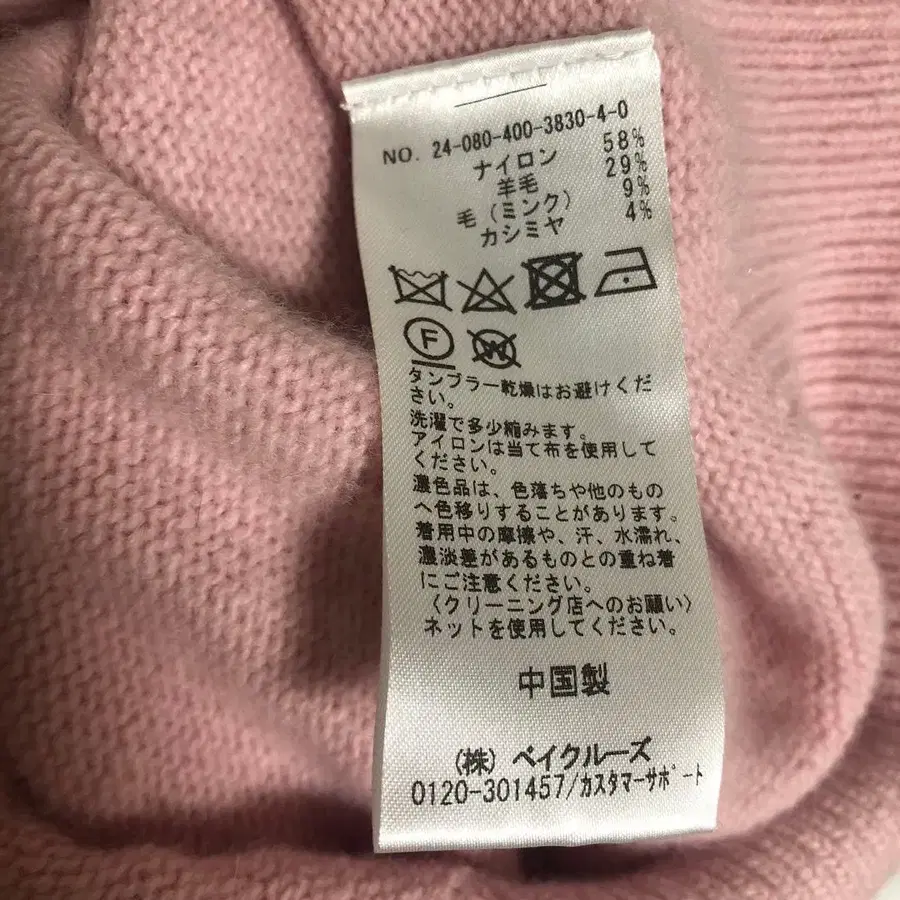 NO. 24-080-400-3830-4-0
ナイロン 58%
羊毛 29%
毛（ミンク） 9%
カシミヤ 4%
F
W
タンブラー乾燥はお避けくだ
さい。
洗濯で多少縮みます。
アイロンは当て布を使用して
ください。
濃色品は、色落ちや他のもの
へ色移りすることがあります。
着用中の摩擦や、汗、水濡れ、
濃淡差があるものとの重ね着
にご注意ください。
〈クリーニング店へのお願い〉
ネットを使用してください。
中国製
（株）ベイクルーズ
0120-301457/カスタマーサポート